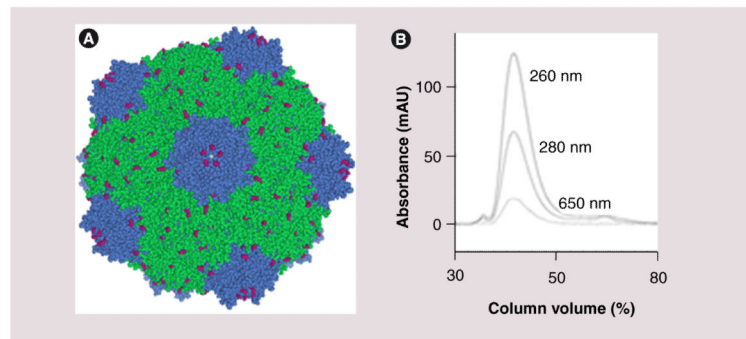 A
B
Absorbance (mAU)
100
50
0
260 nm
280 nm
650 nm
30
50
80
Column volume (%)